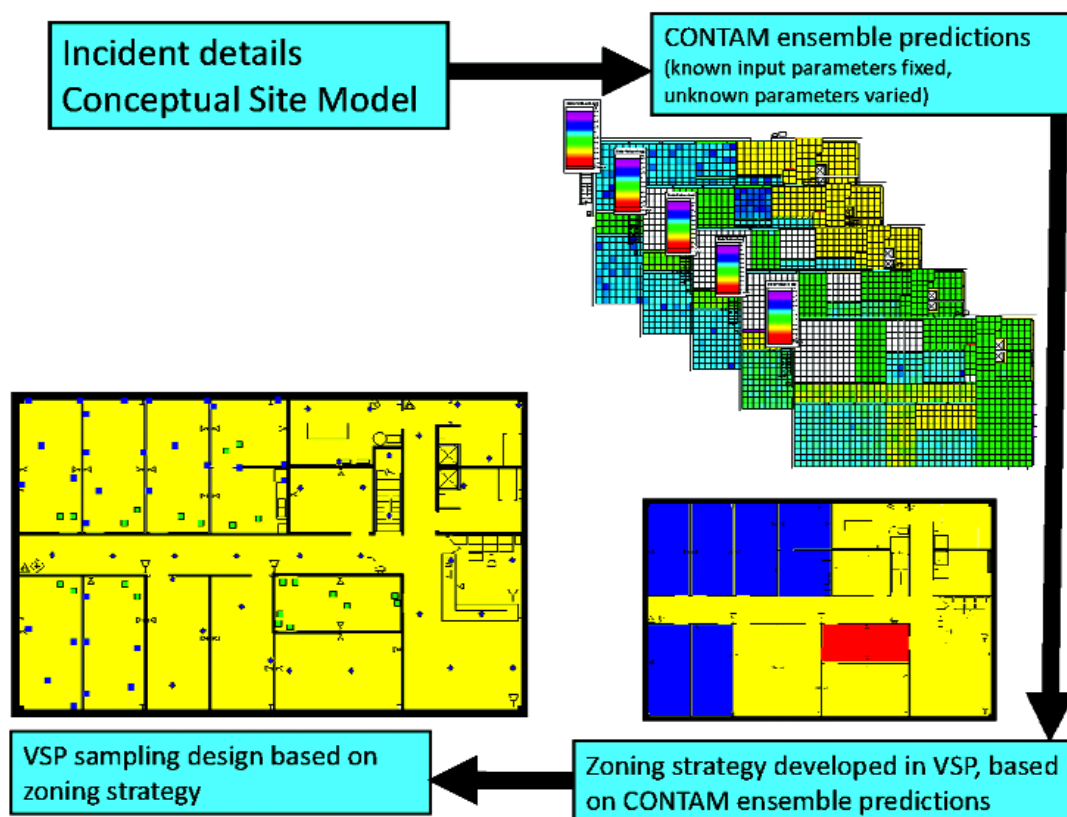 Incident details
Conceptual Site Model
CONTAM ensemble predictions
(known input parameters fixed,
unknown parameters varied)
VSP sampling design based on
zoning strategy
Zoning strategy developed in VSP, based
on CONTAM ensemble predictions